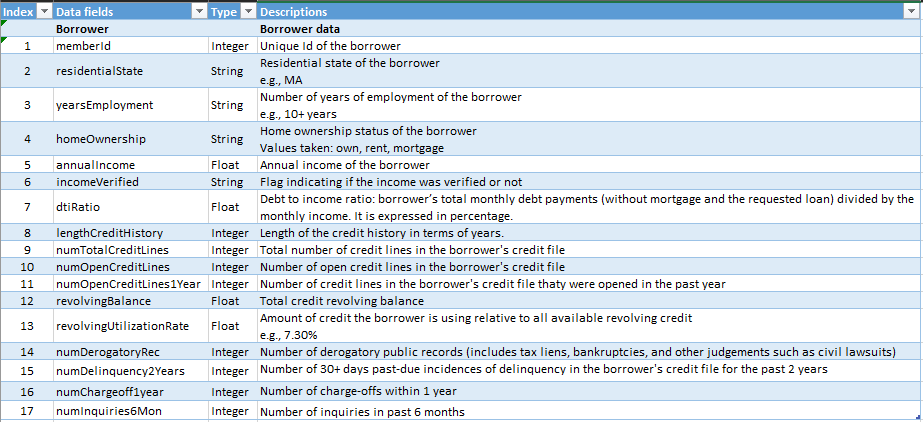 Index Data fields Type Descriptions
Borrower Borrower data
1 memberId Integer Unique Id of the borrower
2 residentialState String Residential state of the borrower
e.g., MA
3 yearsEmployment String Number of years of employment of the borrower
e.g., 10+ years
4 homeOwnership String Home ownership status of the borrower
Values taken: own, rent, mortgage
5 annualIncome Float Annual income of the borrower
6 incomeVerified String Flag indicating if the income was verified or not
7 dtiRatio Float Debt to income ratio: borrower's total monthly debt payments (without mortgage and the requested loan) divided by the
monthly income. It is expressed in percentage.
8 lengthCreditHistory Integer Length of the credit history in terms of years.
9 numTotalCreditLines Integer Total number of credit lines in the borrower's credit file
10 numOpenCreditLines Integer Number of open credit lines in the borrower's credit file
11 numOpenCreditLines1Year Integer Number of credit lines in the borrower's credit file thaty were opened in the past year
12 revolvingBalance Float Total credit revolving balance
13 revolvingUtilizationRate Float Amount of credit the borrower is using relative to all available revolving credit
e.g., 7.30%
14 numDerogatoryRec Integer Number of derogatory public records (includes tax liens, bankruptcies, and other judgements such as civil lawsuits)
15 numDelinquency2Years Integer Number of 30+ days past-due incidences of delinquency in the borrower's credit file for the past 2 years
16 numChargeoff1year Integer Number of charge-offs within 1 year
17 numInquiries6Mon Integer Number of inquiries in past 6 months